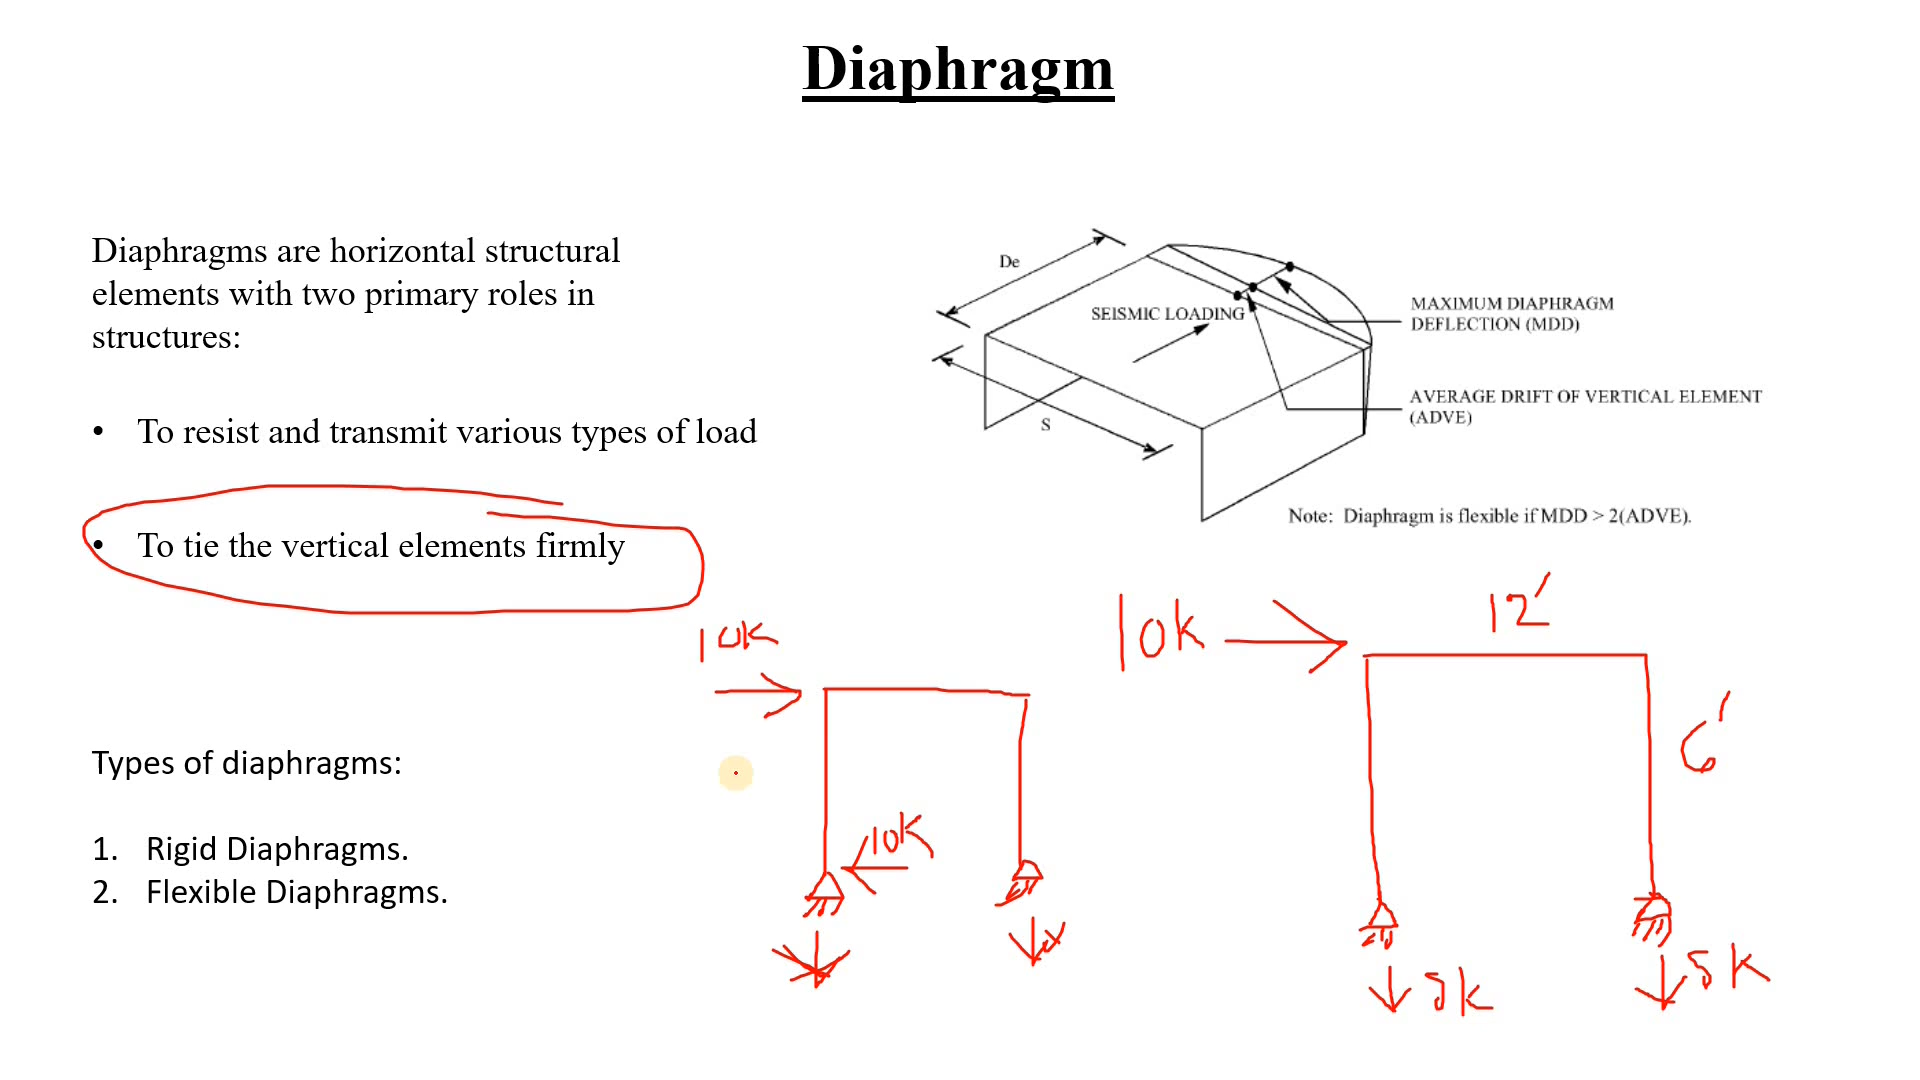 Diaphragm
Diaphragms are horizontal structural
elements with two primary roles in
structures:
• To resist and transmit various types of load
• To tie the vertical elements firmly
Types of diaphragms:
1. Rigid Diaphragms.
2. Flexible Diaphragms.
De
SEISMIC LOADING
S
MAXIMUM DIAPHRAGM
DEFLECTION (MDD)
AVERAGE DRIFT OF VERTICAL ELEMENT
(ADVE)
Note: Diaphragm is flexible if MDD > 2(ADVE).
10K
10K
10K
12'
6'
5K
5K